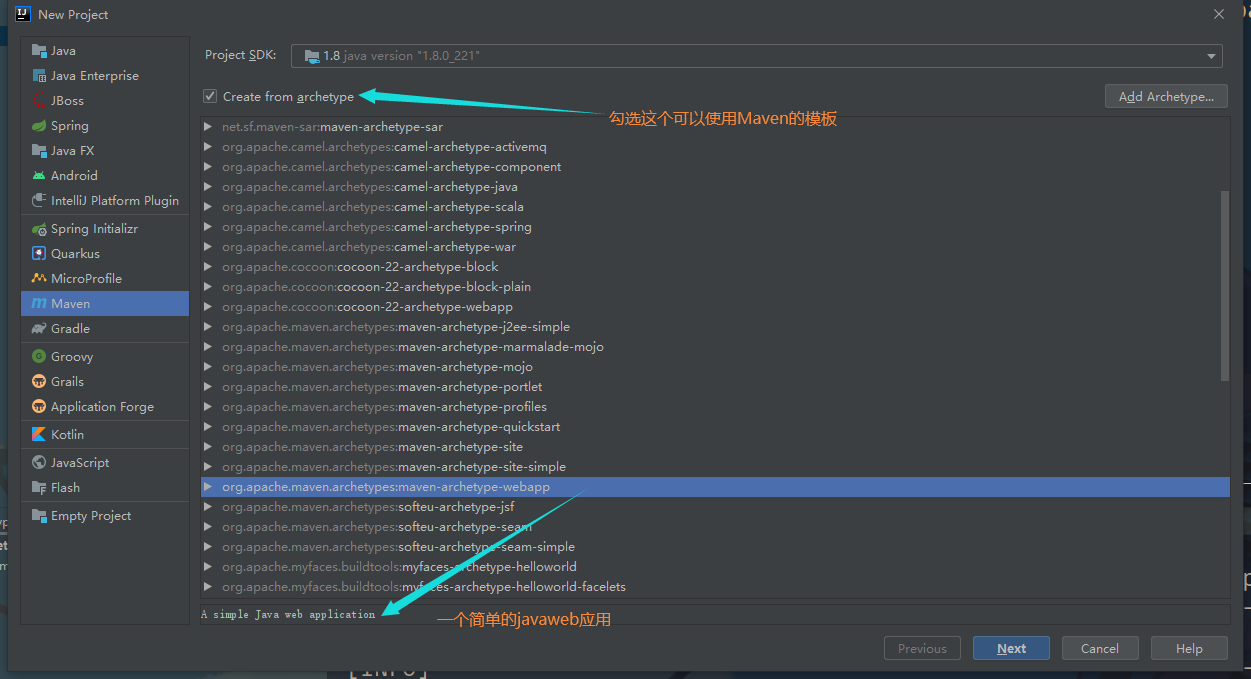 New Project
Java
Java Enterprise
JBoss
Spring
Java FX
Android
IntelliJ Platform Plugin
Spring Initializr
Quarkus
MicroProfile
Maven
Gradle
Groovy
Grails
Application Forge
Kotlin
JavaScript
Flash
Empty Project
Project SDK:
1.8 java version "1.8.0_221"
Create from archetype
Add Archetype...
勾选这个可以使用Maven的模板
net.sf.maven-sar:maven-archetype-sar
org.apache.camel.archetypes:camel-archetype-activemq
org.apache.camel.archetypes:camel-archetype-component
org.apache.camel.archetypes:camel-archetype-java
org.apache.camel.archetypes:camel-archetype-scala
org.apache.camel.archetypes:camel-archetype-spring
org.apache.camel.archetypes:camel-archetype-war
org.apache.cocoon:cocoon-22-archetype-block
org.apache.cocoon:cocoon-22-archetype-block-plain
org.apache.cocoon:cocoon-22-archetype-webapp
org.apache.maven.archetypes:maven-archetype-j2ee-simple
org.apache.maven.archetypes:maven-archetype-marmalade-mojo
org.apache.maven.archetypes:maven-archetype-mojo
org.apache.maven.archetypes:maven-archetype-portlet
org.apache.maven.archetypes:maven-archetype-profiles
org.apache.maven.archetypes:maven-archetype-quickstart
org.apache.maven.archetypes:maven-archetype-site
org.apache.maven.archetypes:maven-archetype-site-simple
org.apache.maven.archetypes:maven-archetype-webapp
org.apache.maven.archetypes:softeu-archetype-jsf
org.apache.maven.archetypes:softeu-archetype-seam
org.apache.maven.archetypes:softeu-archetype-seam-simple
org.apache.myfaces.buildtools:myfaces-archetype-helloworld
org.apache.myfaces.buildtools:myfaces-archetype-helloworld-facelets
A simple Java web application
一个简单的javaweb应用
Previous
Next
Cancel
Help
[INFO]